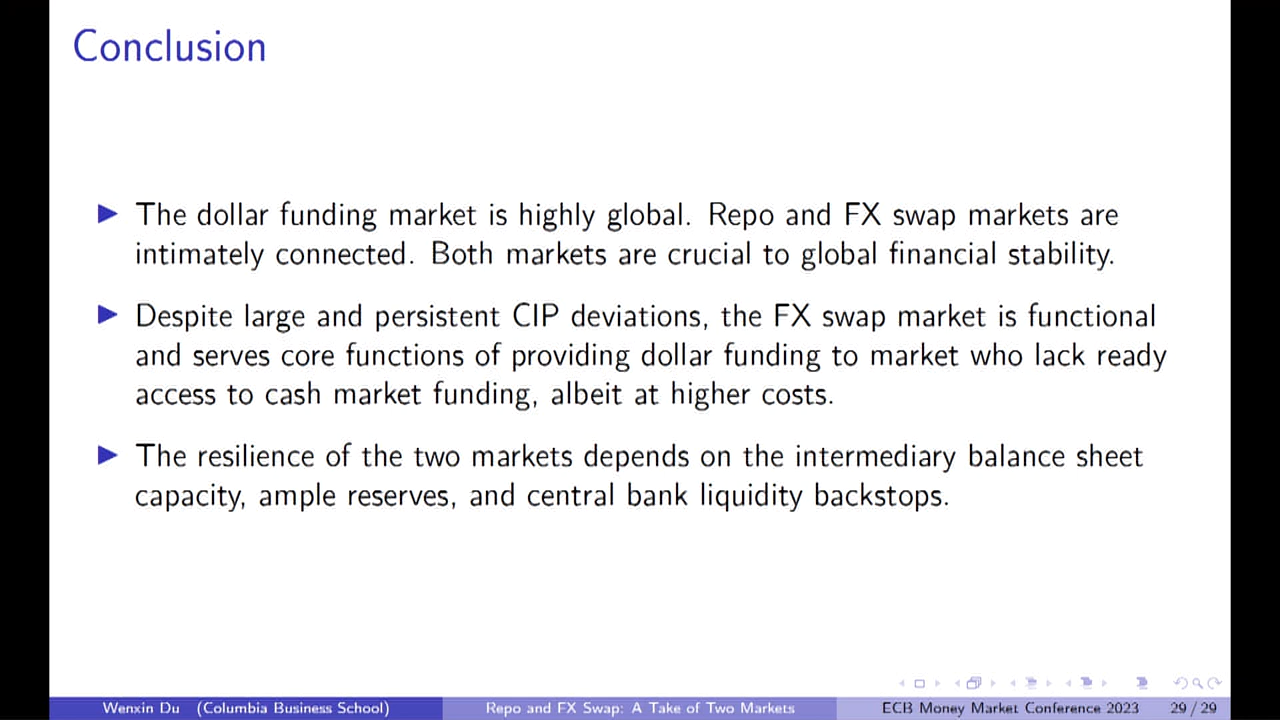 Conclusion
The dollar funding market is highly global. Repo and FX swap markets are
intimately connected. Both markets are crucial to global financial stability.
Despite large and persistent CIP deviations, the FX swap market is functional
and serves core functions of providing dollar funding to market who lack ready
access to cash market funding, albeit at higher costs.
The resilience of the two markets depends on the intermediary balance sheet
capacity, ample reserves, and central bank liquidity backstops.
Wenxin Du (Columbia Business School)
Repo and FX Swap: A Take of Two Markets
ECB Money Market Conference 2023
29 / 29